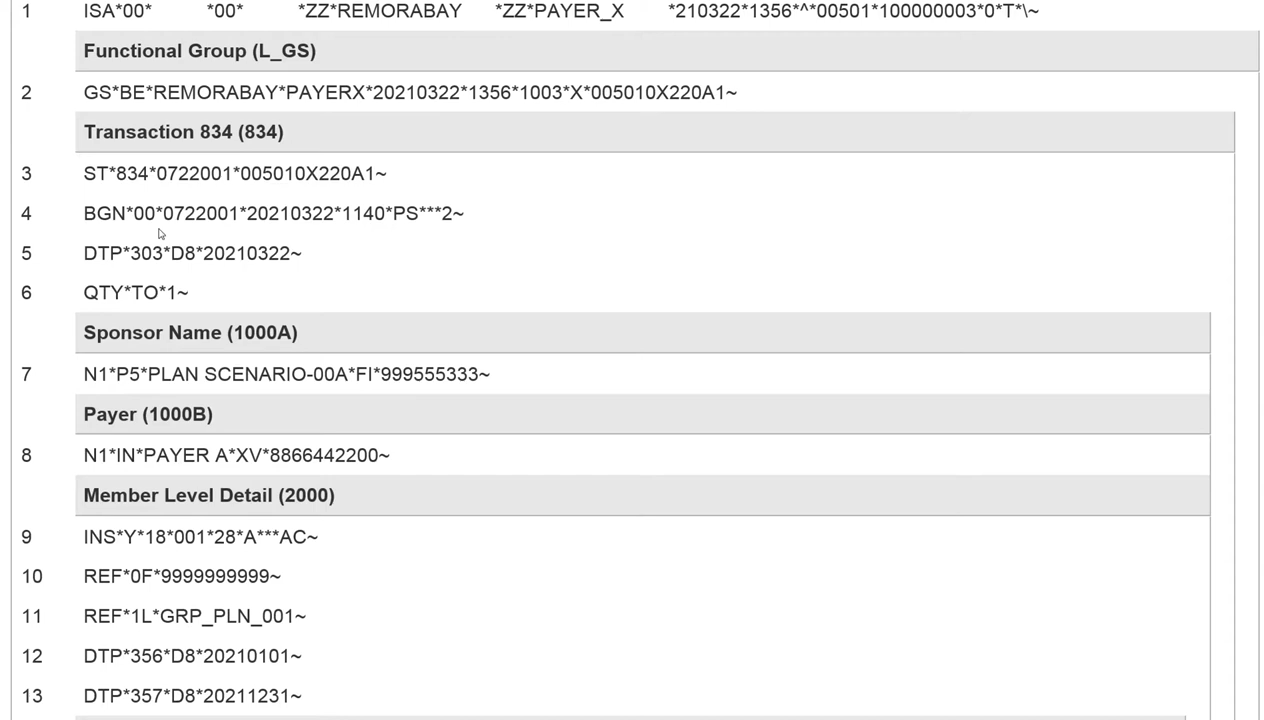 1 ISA*00* *00* *ZZ*REMORABAY *ZZ*PAYER_X *210322*1356*^*00501*100000003*0*T*\~
Functional Group (L_GS)
2 GS*BE*REMORABAY*PAYERX*20210322*1356*1003*X*005010X220A1~
Transaction 834 (834)
3 ST*834*0722001*005010X220A1~
4 BGN*00*0722001*20210322*1140*PS***2~
5 DTP*303*D8*20210322~
6 QTY*TO*1~
Sponsor Name (1000A)
7 N1*P5*PLAN SCENARIO-00A*FI*999555333~
Payer (1000B)
8 N1*IN*PAYER A*XV*8866442200~
Member Level Detail (2000)
9 INS*Y*18*001*28*A***AC~
10 REF*0F*9999999999~
11 REF*1L*GRP_PLN_001~
12 DTP*356*D8*20210101~
13 DTP*357*D8*20211231~